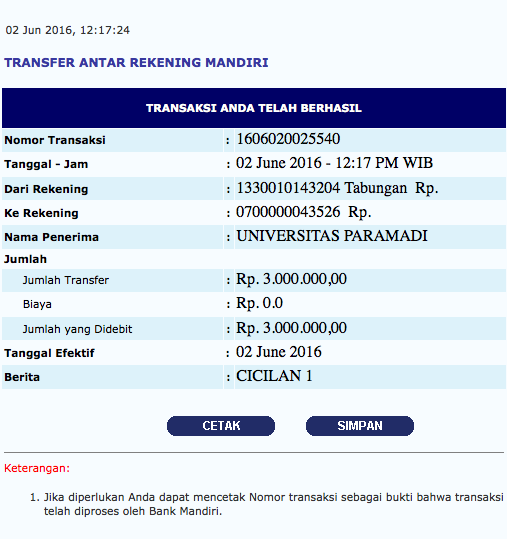 02 Jun 2016, 12:17:24
TRANSFER ANTAR REKENING MANDIRI
TRANSAKSI ANDA TELAH BERHASIL
Nomor Transaksi : 1606020025540
Tanggal - Jam : 02 June 2016 - 12:17 PM WIB
Dari Rekening : 1330010143204 Tabungan Rp.
Ke Rekening : 0700000043526 Rp.
Nama Penerima : UNIVERSITAS PARAMADI
Jumlah
Jumlah Transfer : Rp. 3.000.000,00
Biaya : Rp. 0.0
Jumlah yang Didebit : Rp. 3.000.000,00
Tanggal Efektif : 02 June 2016
Berita : CICILAN 1
CETAK SIMPAN
Keterangan:
1. Jika diperlukan Anda dapat mencetak Nomor transaksi sebagai bukti bahwa transaksi
telah diproses oleh Bank Mandiri.